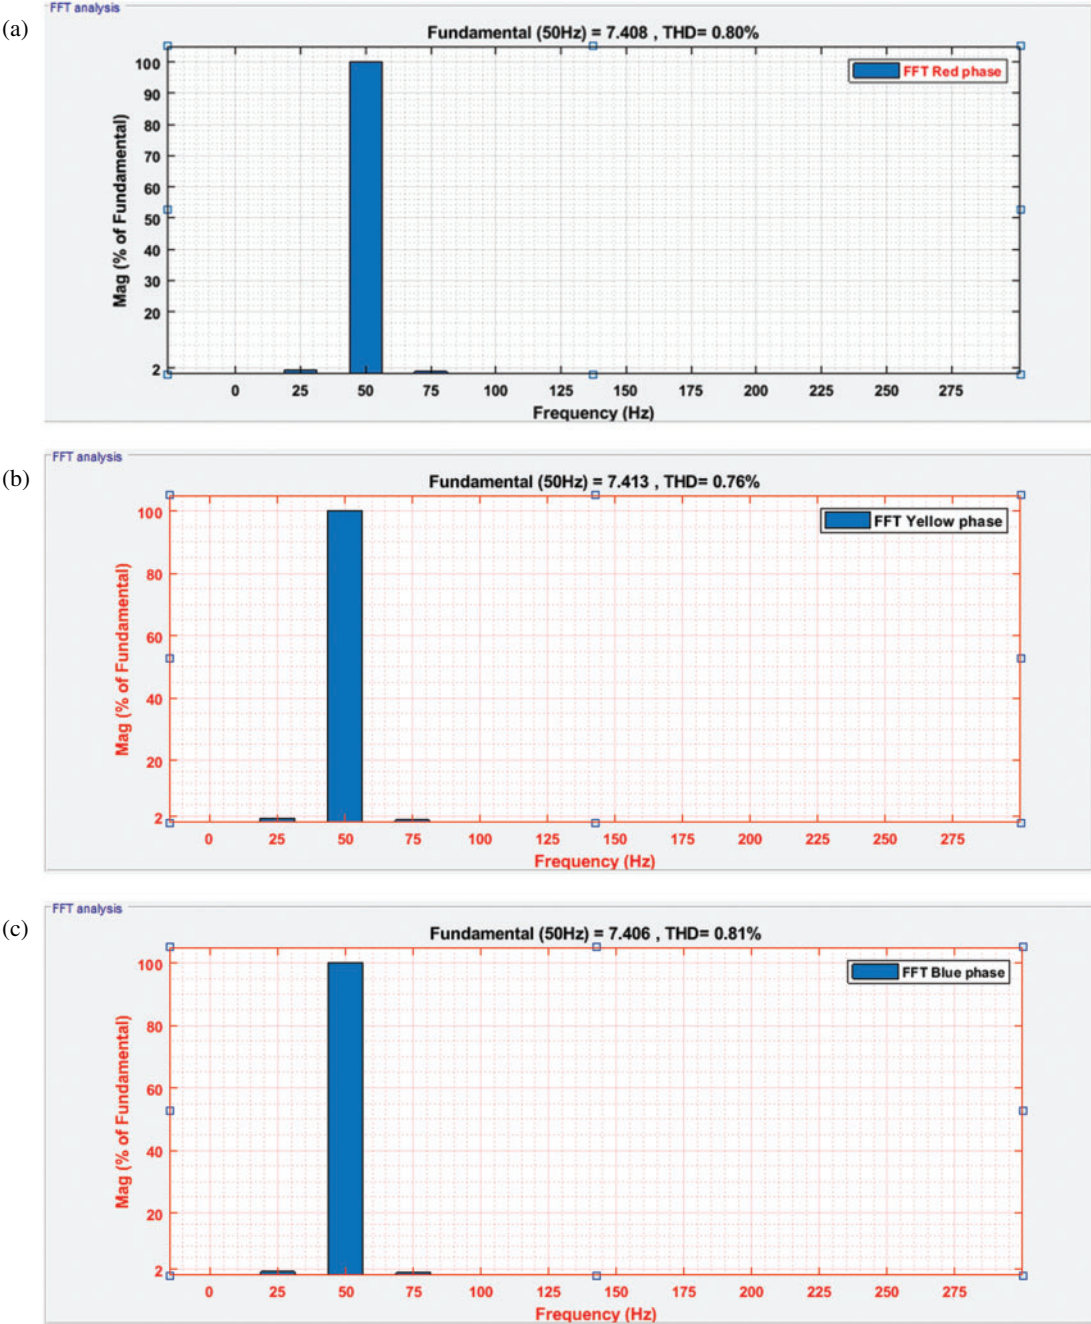 (a)
FFT analysis
Fundamental (50Hz) = 7.408 , THD= 0.80%
FFT Red phase
Mag (% of Fundamental)
100
90
80
70
60
50
40
30
20
2
0 25 50 75 100 125 150 175 200 225 250 275
Frequency (Hz)
(b)
FFT analysis
Fundamental (50Hz) = 7.413 , THD= 0.76%
FFT Yellow phase
Mag (% of Fundamental)
100
80
60
40
20
2
0 25 50 75 100 125 150 175 200 225 250 275
Frequency (Hz)
(c)
FFT analysis
Fundamental (50Hz) = 7.406 , THD= 0.81%
FFT Blue phase
Mag (% of Fundamental)
100
80
60
40
20
2
0 25 50 75 100 125 150 175 200 225 250 275
Frequency (Hz)